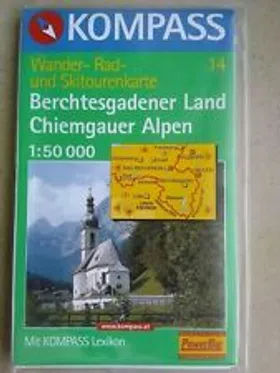 KOMPASS
Wander- Rad-
und Skitourenkarte
14
Berchtesgadener Land
Chiemgauer Alpen
1:50 000
www.kompass.at
Mit KOMPASS Lexikon